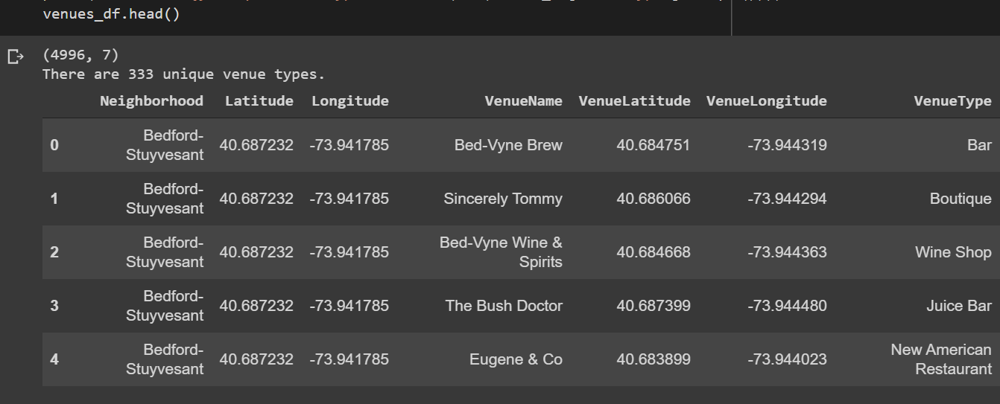 venues_df.head()
(4996, 7)
There are 333 unique venue types.
Neighborhood Latitude Longitude VenueName VenueLatitude VenueLongitude VenueType
0 Bedford-Stuyvesant 40.687232 -73.941785 Bed-Vyne Brew 40.684751 -73.944319 Bar
1 Bedford-Stuyvesant 40.687232 -73.941785 Sincerely Tommy 40.686066 -73.944294 Boutique
2 Bedford-Stuyvesant 40.687232 -73.941785 Bed-Vyne Wine & Spirits 40.684668 -73.944363 Wine Shop
3 Bedford-Stuyvesant 40.687232 -73.941785 The Bush Doctor 40.687399 -73.944480 Juice Bar
4 Bedford-Stuyvesant 40.687232 -73.941785 Eugene & Co 40.683899 -73.944023 New American Restaurant